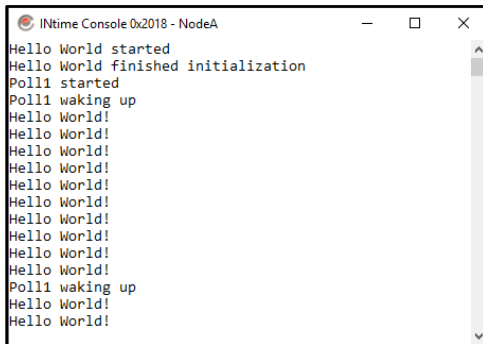 INtime Console 0x2018 - NodeA
Hello World started
Hello World finished initialization
Poll1 started
Poll1 waking up
Hello World!
Hello World!
Hello World!
Hello World!
Hello World!
Hello World!
Hello World!
Hello World!
Hello World!
Hello World!
Poll1 waking up
Hello World!
Hello World!